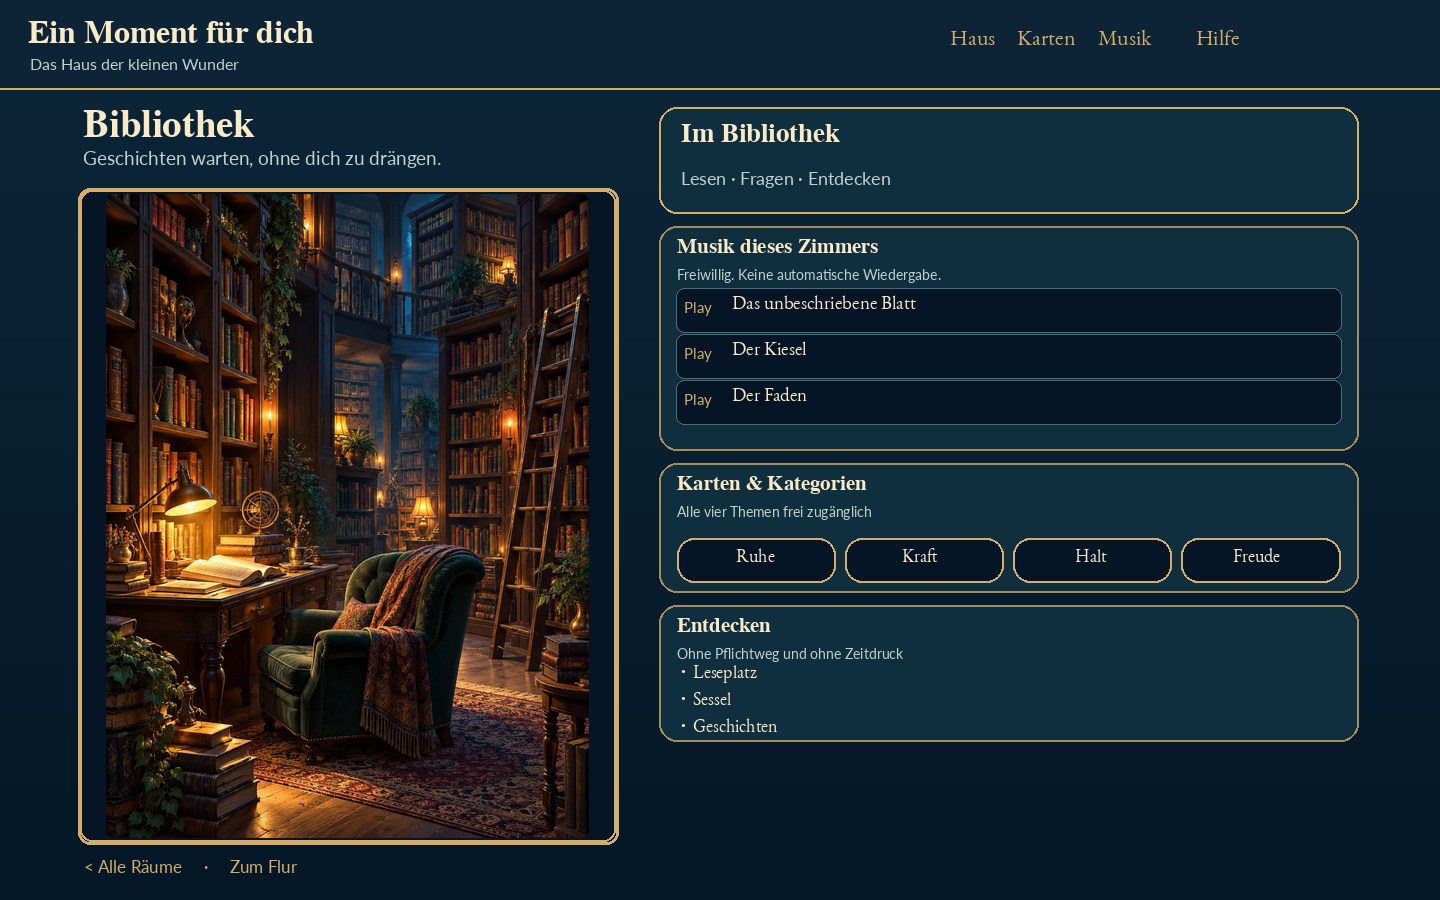 Ein Moment für dich
Das Haus der kleinen Wunder
Haus Karten Musik Hilfe
Bibliothek
Geschichten warten, ohne dich zu drängen.
< Alle Räume · Zum Flur
Im Bibliothek
Lesen · Fragen · Entdecken
Musik dieses Zimmers
Freiwillig. Keine automatische Wiedergabe.
Play Das unbeschriebene Blatt
Play Der Kiesel
Play Der Faden
Karten & Kategorien
Alle vier Themen frei zugänglich
Ruhe Kraft Halt Freude
Entdecken
Ohne Pflichtweg und ohne Zeitdruck
· Leseplatz
· Sessel
· Geschichten